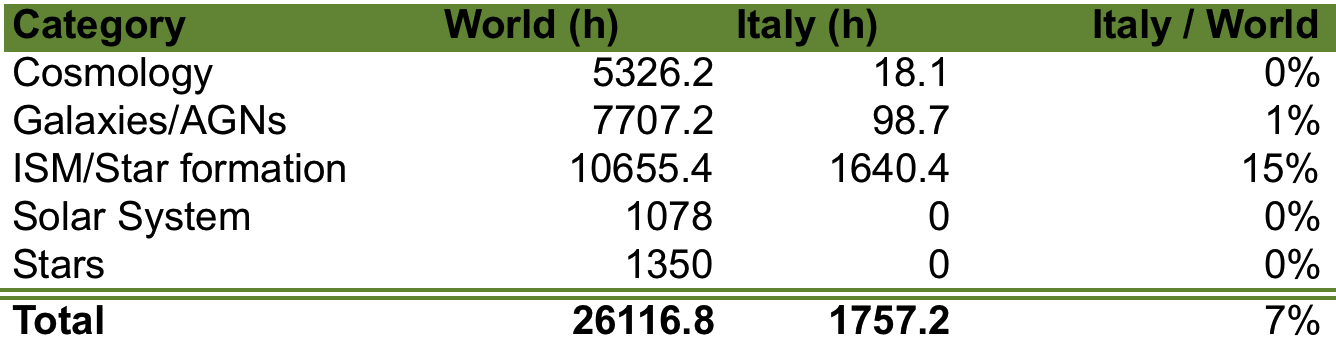 Category World (h) Italy (h) Italy / World
Cosmology 5326.2 18.1 0%
Galaxies/AGNs 7707.2 98.7 1%
ISM/Star formation 10655.4 1640.4 15%
Solar System 1078 0 0%
Stars 1350 0 0%
Total 26116.8 1757.2 7%